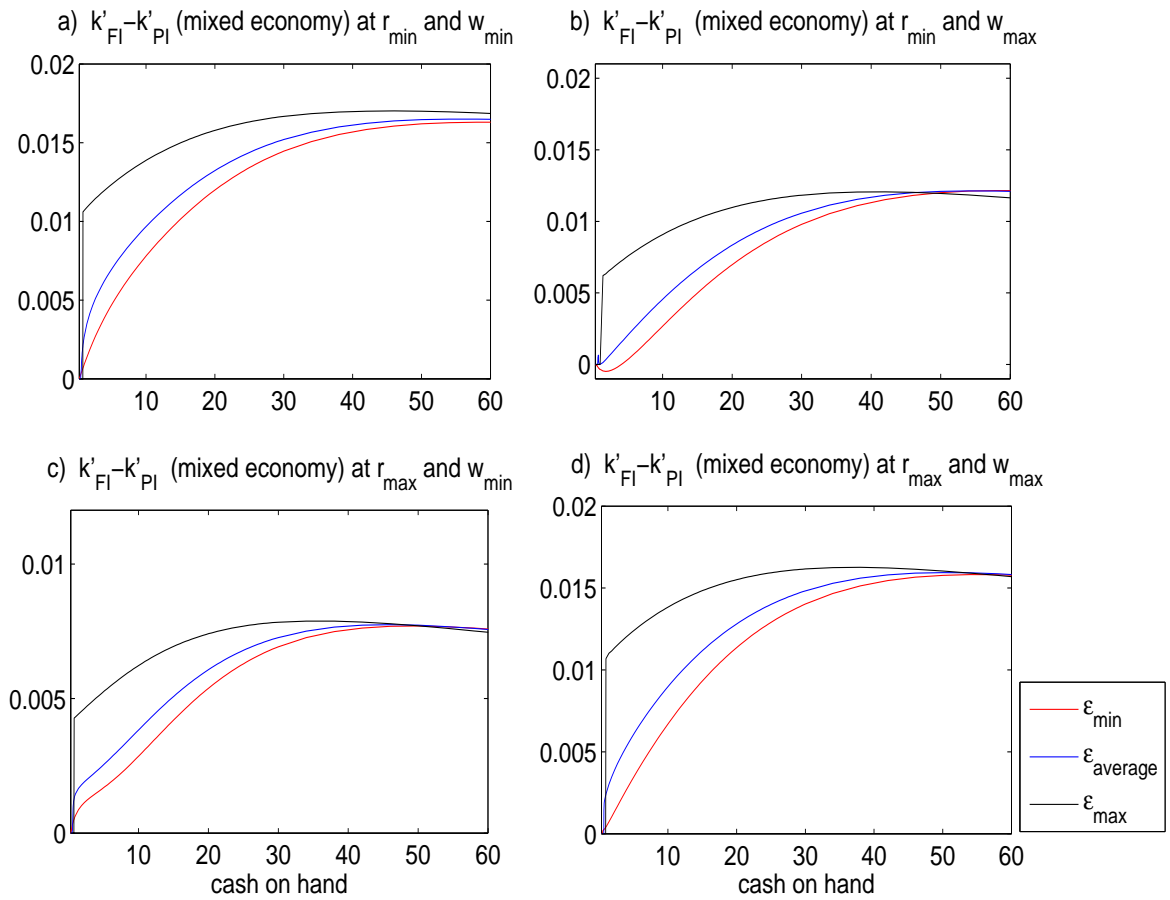 a) k'FI−k'PI (mixed economy) at rmin and wmin
0.02
0.015
0.01
0.005
0
10 20 30 40 50 60
b) k'FI−k'PI (mixed economy) at rmin and wmax
0.02
0.015
0.01
0.005
0
10 20 30 40 50 60
c) k'FI−k'PI (mixed economy) at rmax and wmin
0.01
0.005
0
10 20 30 40 50 60
cash on hand
d) k'FI−k'PI (mixed economy) at rmax and wmax
0.02
0.015
0.01
0.005
0
10 20 30 40 50 60
cash on hand
εmin
εaverage
εmax